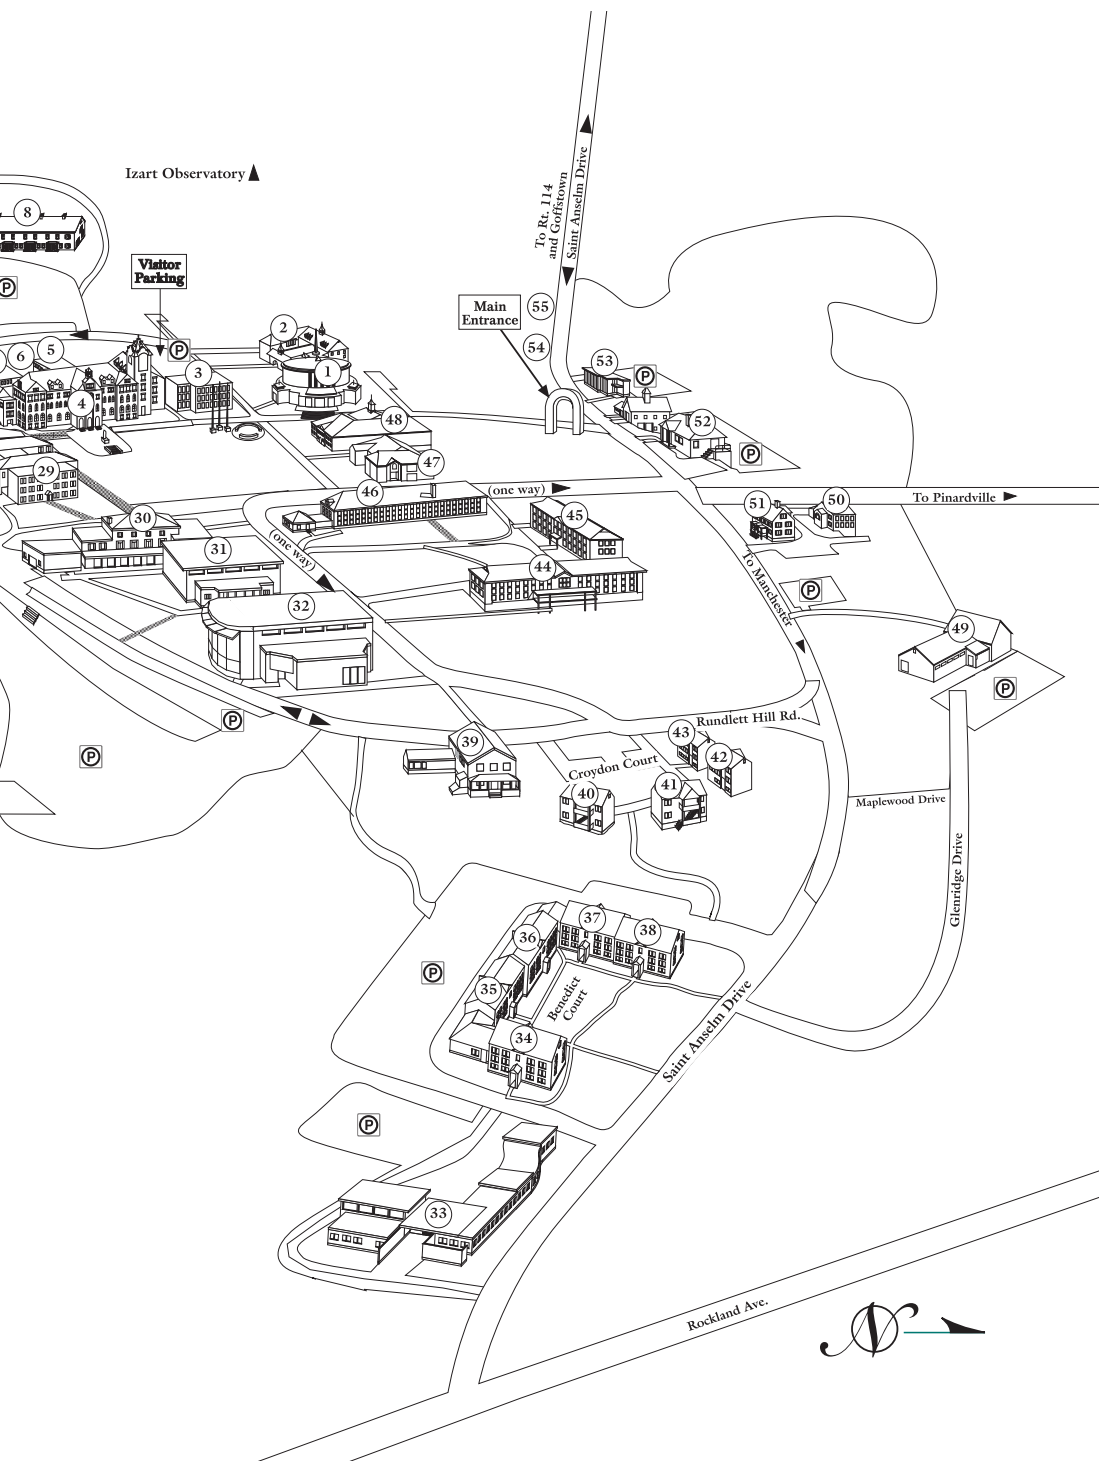 Izart Observatory
To Rt. 114
and Goffstown
Saint Anselm Drive
8
P
Visitor
Parking
Main
Entrance
55
54
2
5
6
P
3
1
4
53
P
48
52
47
P
29
46
(one way)
To Pinardville
51
50
45
30
31
(one way)
44
To Manchester
P
32
49
P
P
P
39
Rundlett Hill Rd.
43
42
Croydon Court
41
40
Maplewood Drive
Glenridge Drive
37
38
36
P
35
Benedict
Court
34
Saint Anselm Drive
P
33
Rockland Ave.
N